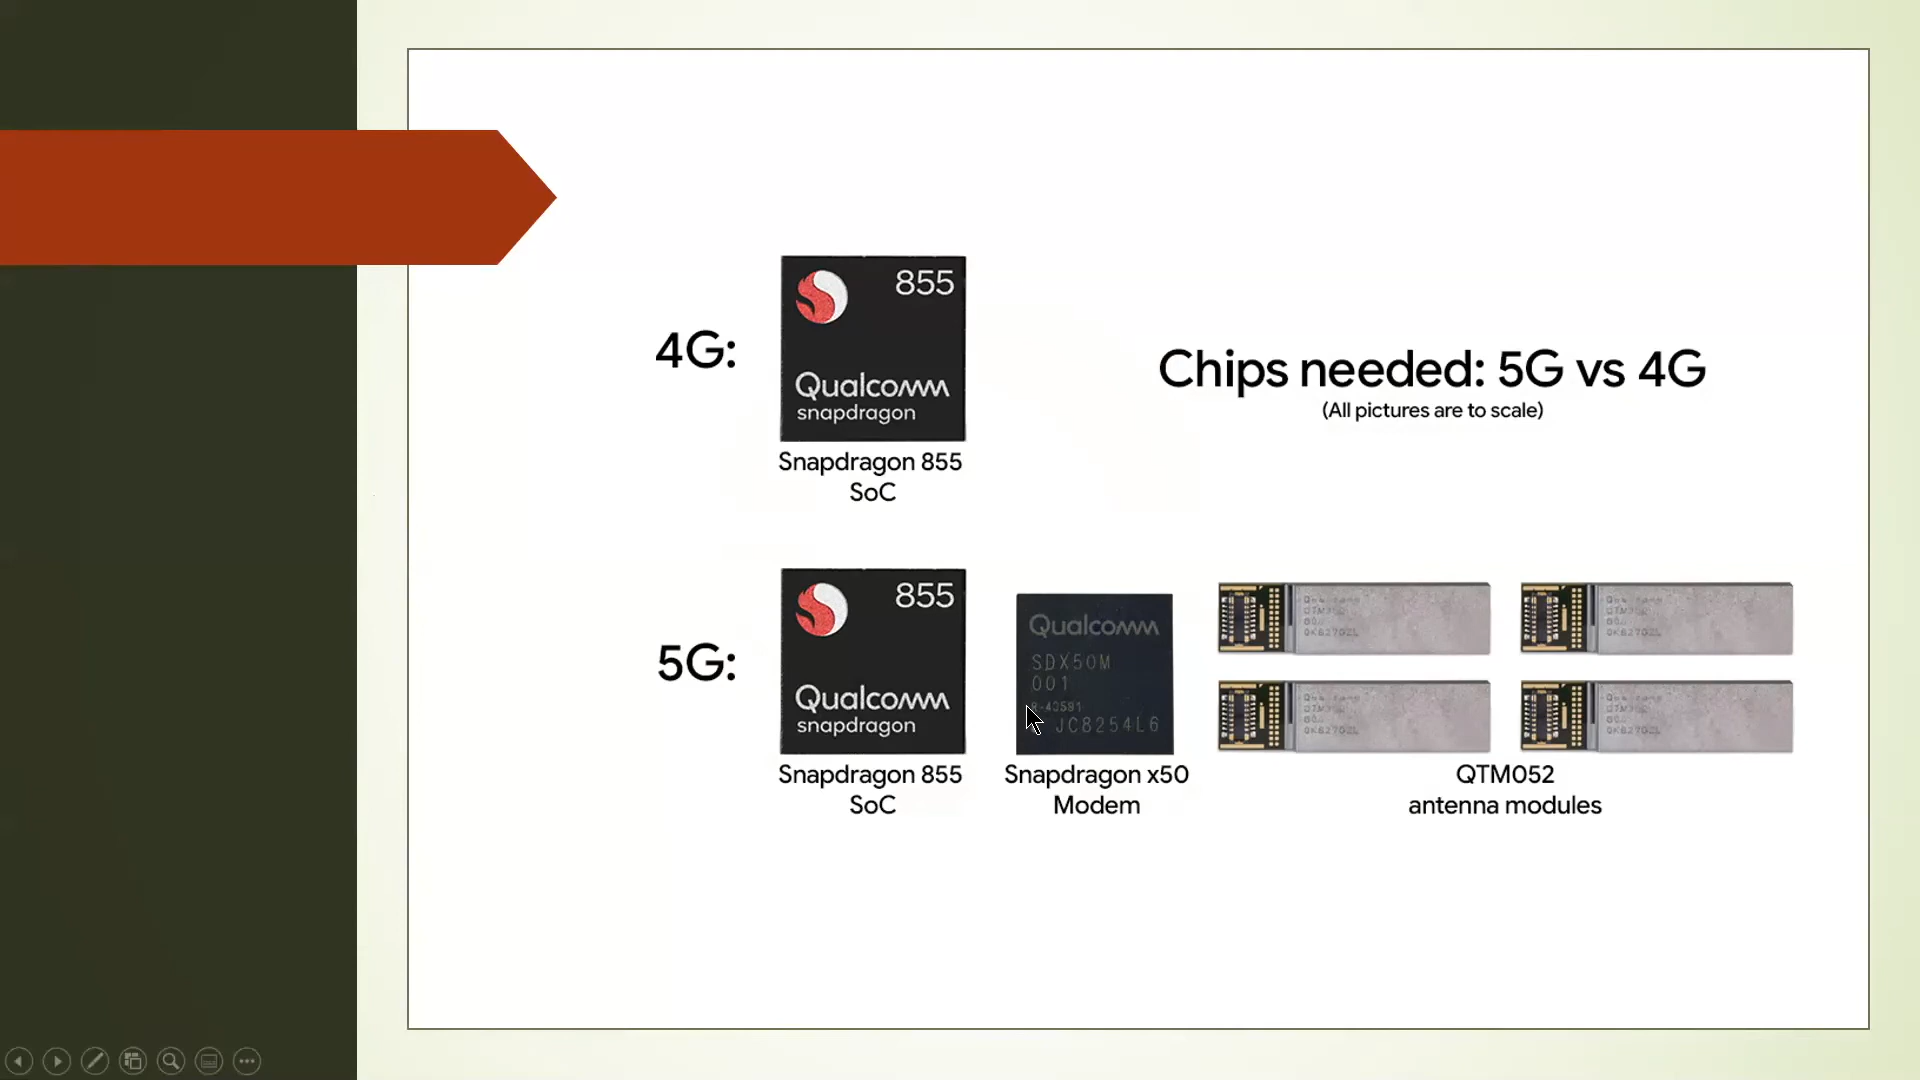 4G:
855
Qualcomm
snapdragon
Snapdragon 855
SoC
Chips needed: 5G vs 4G
(All pictures are to scale)
5G:
855
Qualcomm
snapdragon
Snapdragon 855
SoC
Qualcomm
SDX50M
001
JC8254L6
Snapdragon x50
Modem
QTM052
antenna modules